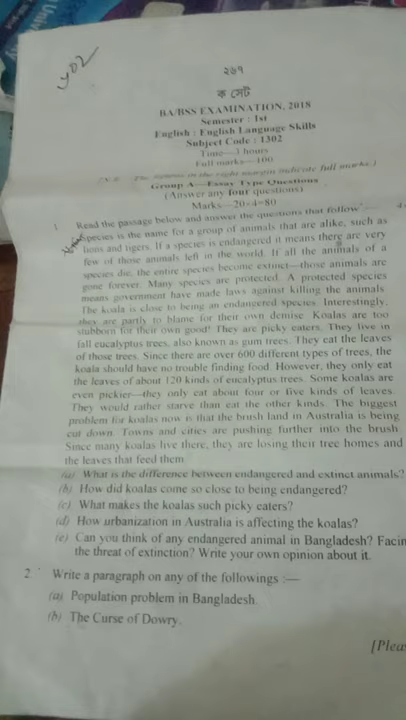 ২৬৭
ক সেট
BA/BSS EXAMINATION, 2018
Semester : 1st
English : English Language Skills
Subject Code : 1302
Time—3 hours
Full marks—100
[N.B. The figures in the right margin indicate full marks.]
Group A—Essay Type Questions
(Answer any four questions)
Marks—20×4=80
1. Read the passage below and answer the questions that follow :—
Species is the name for a group of animals that are alike, such as
lions and tigers. If a species is endangered it means there are very
few of those animals left in the world. If all the animals of a
species die, the entire species become extinct—those animals are
gone forever. Many species are protected. A protected species
means government have made laws against killing the animals.
The koala is close to being an endangered species. Interestingly,
they are partly to blame for their own demise. Koalas are too
stubborn for their own good! They are picky eaters. They live in
tall eucalyptus trees, also known as gum trees. They eat the leaves
of those trees. Since there are over 600 different types of trees, the
koala should have no trouble finding food. However, they only eat
the leaves of about 120 kinds of eucalyptus trees. Some koalas are
even pickier—they only eat about four or five kinds of leaves.
They would rather starve than eat the other kinds. The biggest
problem for koalas now is that the brush land in Australia is being
cut down. Towns and cities are pushing further into the brush.
Since many koalas live there, they are losing their tree homes and
the leaves that feed them.
(a) What is the difference between endangered and extinct animals?
(b) How did koalas come so close to being endangered?
(c) What makes the koalas such picky eaters?
(d) How urbanization in Australia is affecting the koalas?
(e) Can you think of any endangered animal in Bangladesh? Facin
the threat of extinction? Write your own opinion about it.
2. Write a paragraph on any of the followings :—
(a) Population problem in Bangladesh.
(b) The Curse of Dowry.
[Plea